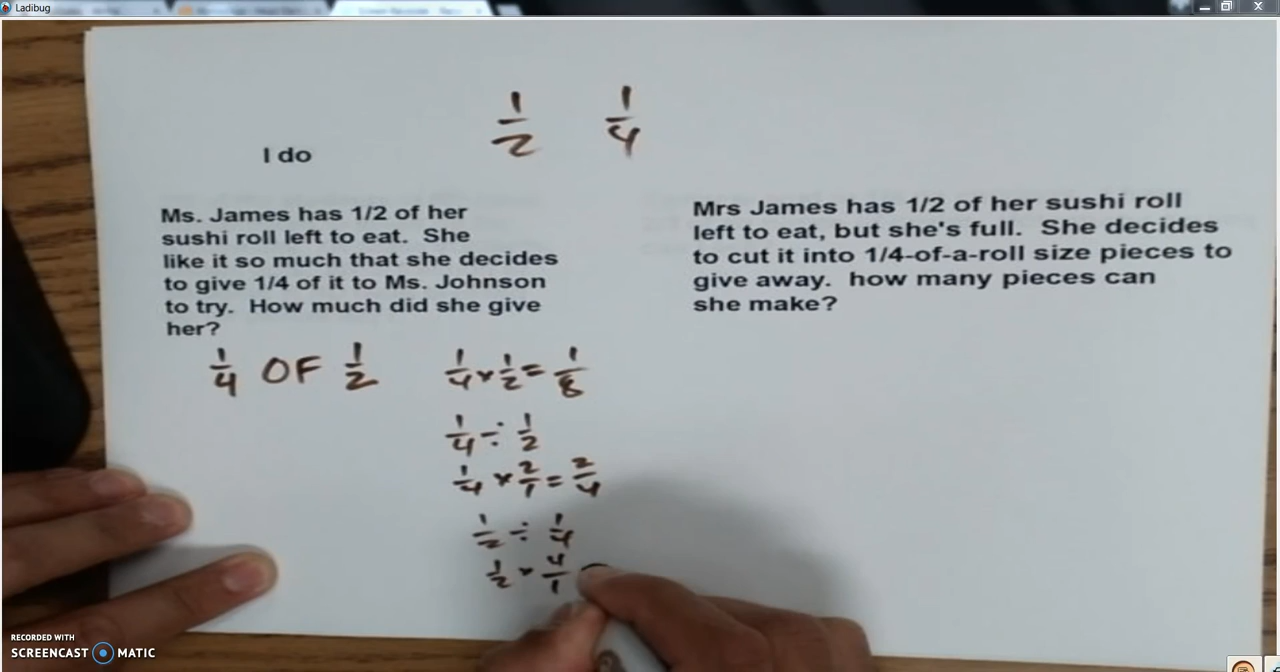 Ladibug
1/2 1/4
I do
Ms. James has 1/2 of her
sushi roll left to eat. She
like it so much that she decides
to give 1/4 of it to Ms. Johnson
to try. How much did she give
her?
Mrs James has 1/2 of her sushi roll
left to eat, but she's full. She decides
to cut it into 1/4-of-a-roll size pieces to
give away. how many pieces can
she make?
1/4 OF 1/2
1/4 × 1/2 = 1/8
1/4 ÷ 1/2
1/4 × 2/1 = 2/4
1/2 ÷ 1/4
1/2 × 4/1
RECORDED WITH
SCREENCAST MATIC